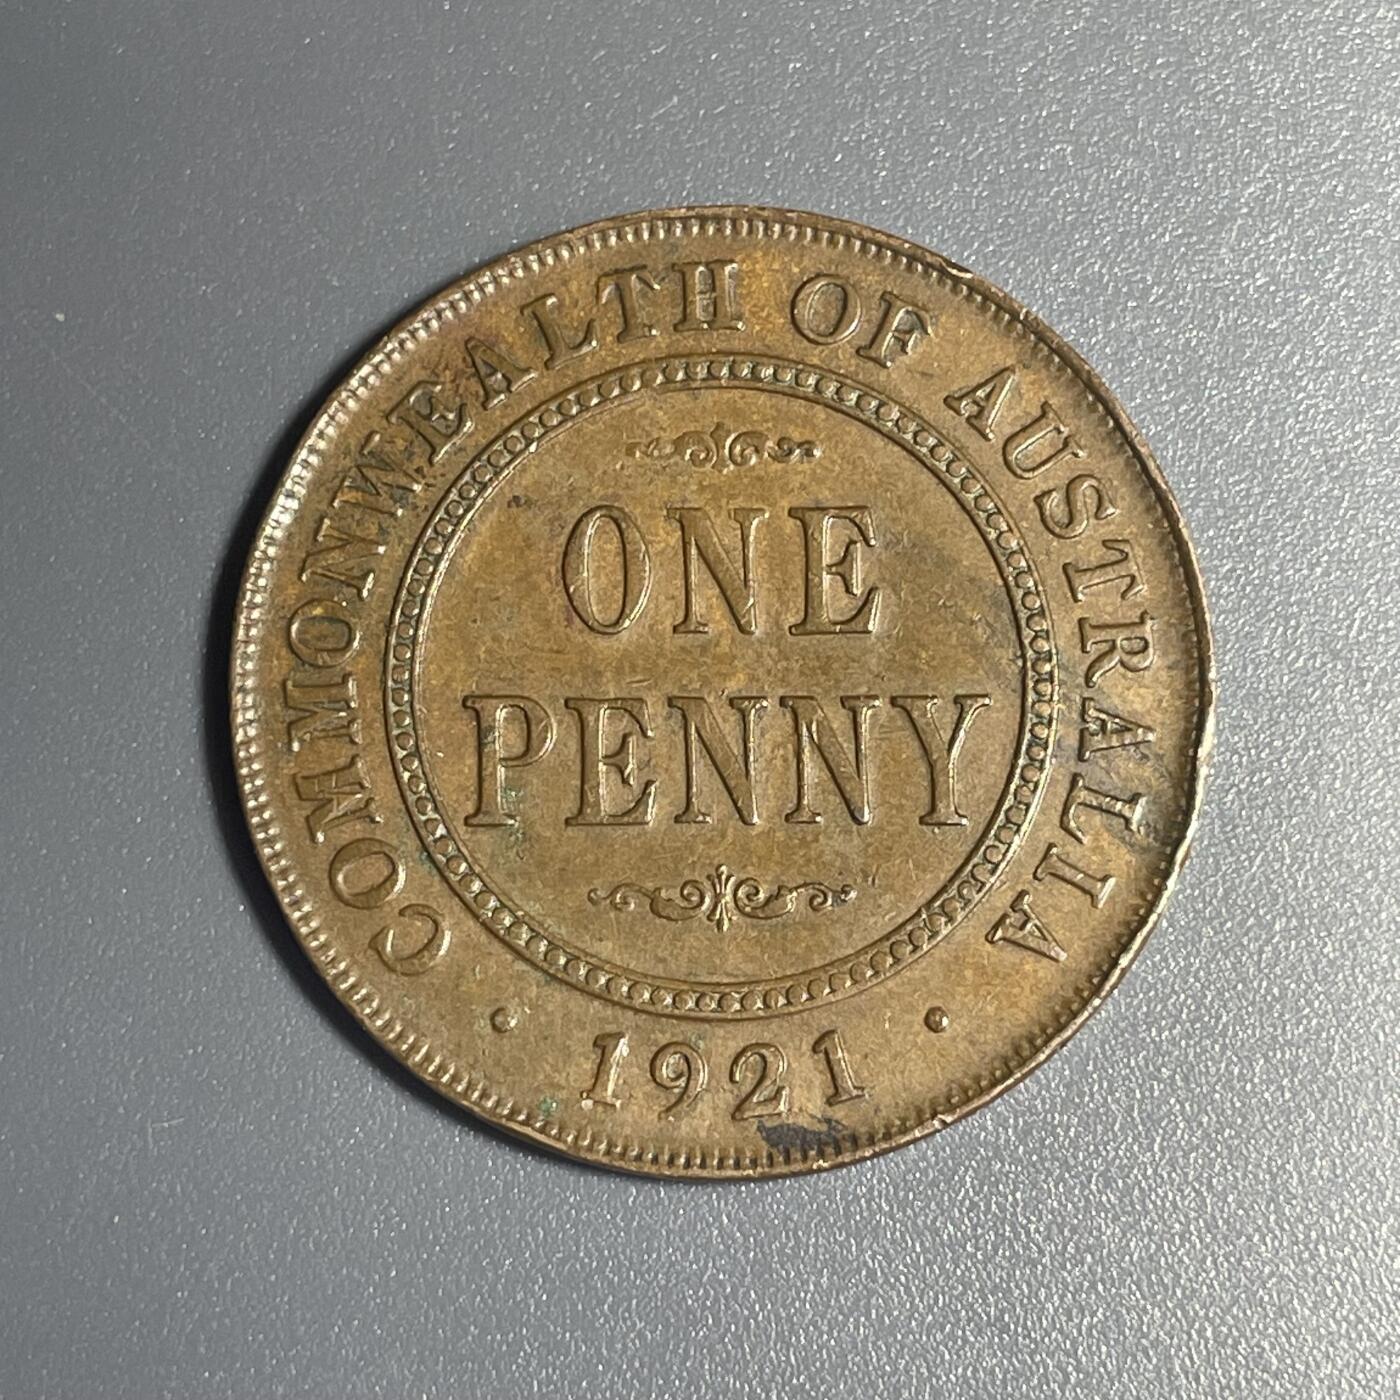 COMMONWEALTH OF AUSTRALIA
ONE
PENNY
· 1921 ·